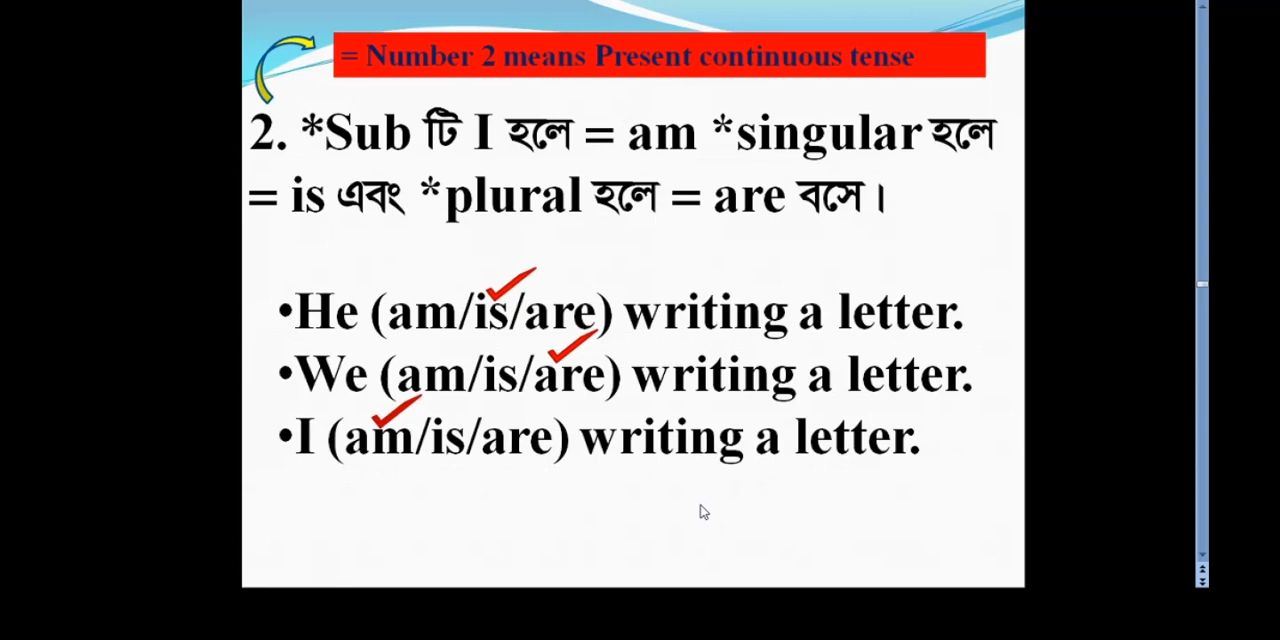 = Number 2 means Present continuous tense
2. *Sub টি I হলে = am *singular হলে
= is এবং *plural হলে = are বসে।
•He (am/is/are) writing a letter.
•We (am/is/are) writing a letter.
•I (am/is/are) writing a letter.